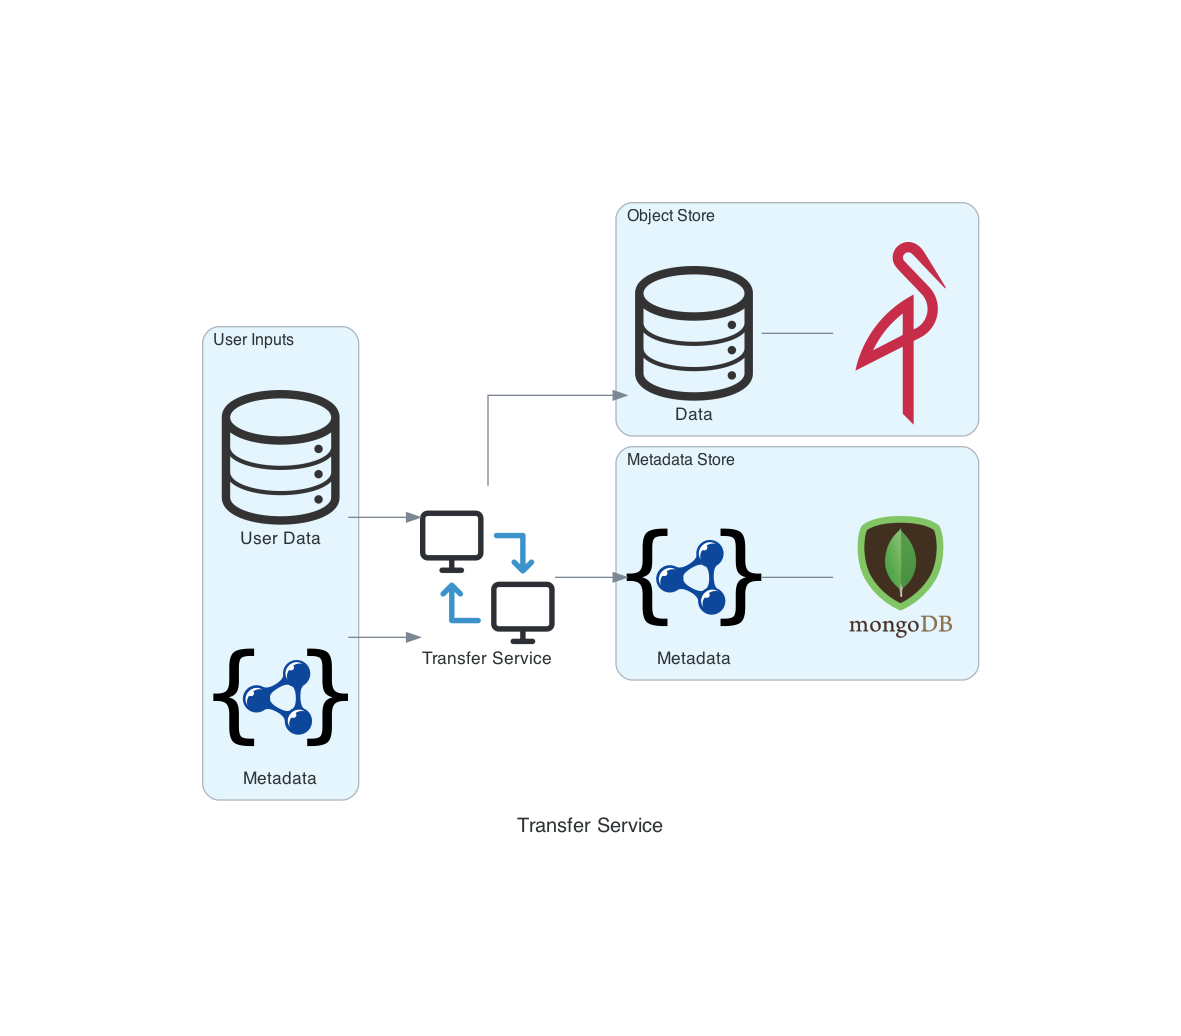 Object Store
Data
User Inputs
User Data
Metadata
Transfer Service
Metadata Store
Metadata
mongoDB
Transfer Service